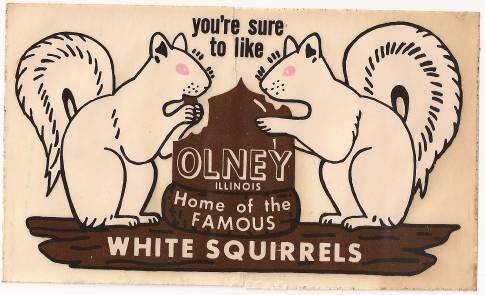 you're sure
to like
OLNEY
ILLINOIS
Home of the
FAMOUS
WHITE SQUIRRELS